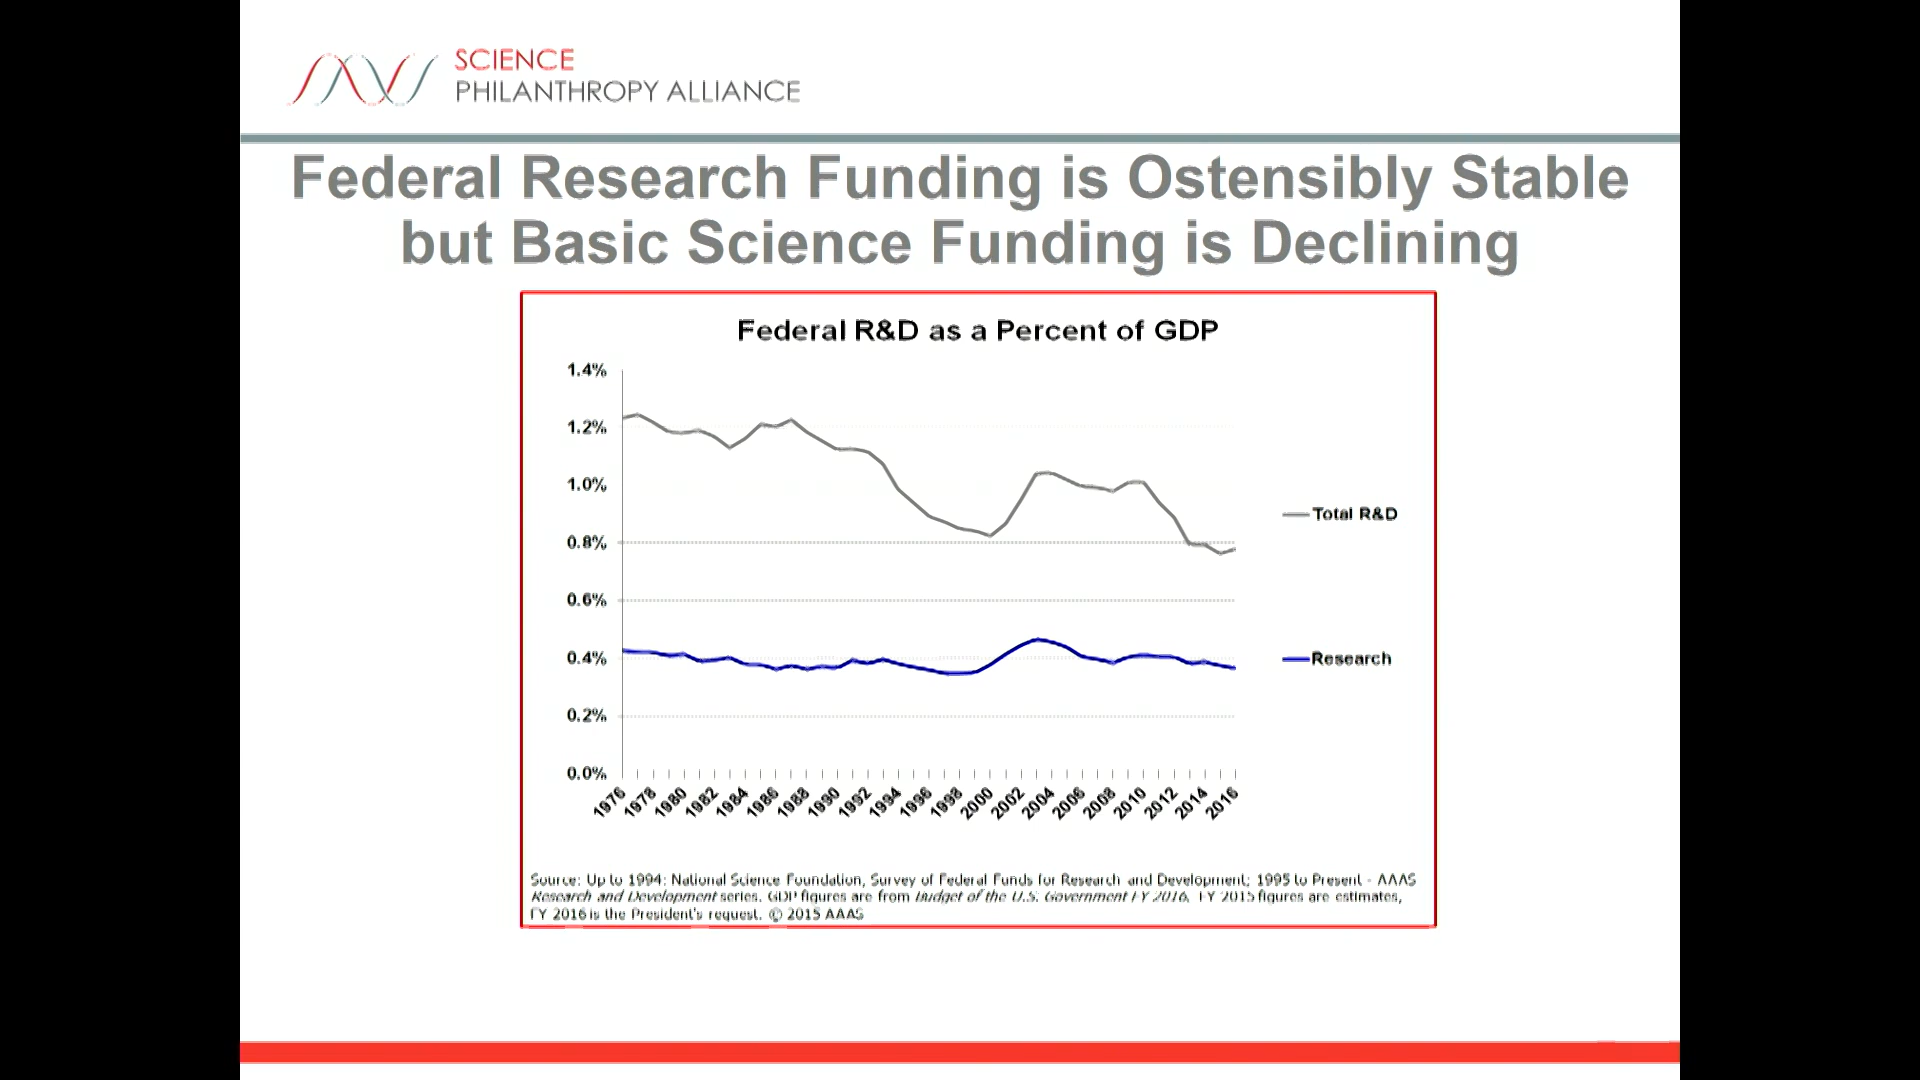 SCIENCE
PHILANTHROPY ALLIANCE
Federal Research Funding is Ostensibly Stable
but Basic Science Funding is Declining
Federal R&D as a Percent of GDP
1.4%
1.2%
1.0%
0.8%
0.6%
0.4%
0.2%
0.0%
Total R&D
Research
1976 1978 1980 1982 1984 1986 1988 1990 1992 1994 1996 1998 2000 2002 2004 2006 2008 2010 2012 2014 2016
Source: Up to 1994: National Science Foundation, Survey of Federal Funds for Research and Development; 1995 to Present - AAAS
Research and Development series. GDP figures are from Budget of the U.S. Government FY 2016. FY 2015 figures are estimates,
FY 2016 is the President's request. © 2015 AAAS